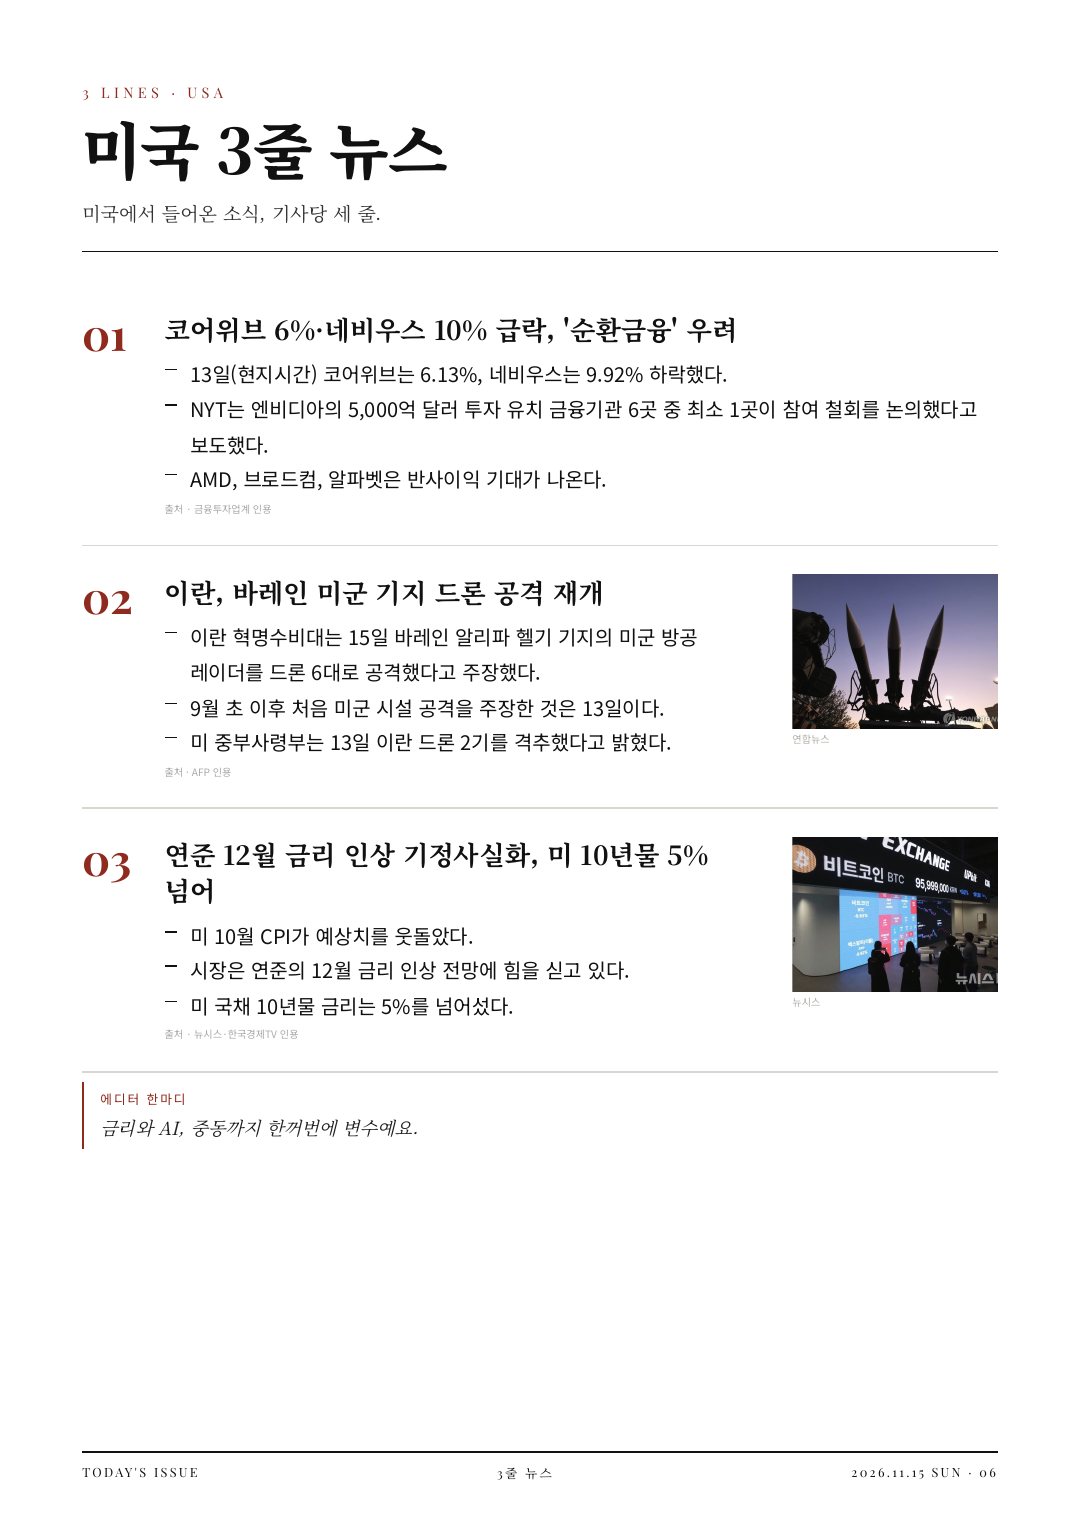 3 LINES · USA
미국 3줄 뉴스
미국에서 들어온 소식, 기사당 세 줄.
01
코어위브 6%·네비우스 10% 급락, '순환금융' 우려
— 13일(현지시간) 코어위브는 6.13%, 네비우스는 9.92% 하락했다.
— NYT는 엔비디아의 5,000억 달러 투자 유치 금융기관 6곳 중 최소 1곳이 참여 철회를 논의했다고
보도했다.
— AMD, 브로드컴, 알파벳은 반사이익 기대가 나온다.
출처 · 금융투자업계 인용
02
이란, 바레인 미군 기지 드론 공격 재개
— 이란 혁명수비대는 15일 바레인 알리파 헬기 기지의 미군 방공
레이더를 드론 6대로 공격했다고 주장했다.
— 9월 초 이후 처음 미군 시설 공격을 주장한 것은 13일이다.
— 미 중부사령부는 13일 이란 드론 2기를 격추했다고 밝혔다.
출처 · AFP 인용
연합뉴스
03
연준 12월 금리 인상 기정사실화, 미 10년물 5%
넘어
— 미 10월 CPI가 예상치를 웃돌았다.
— 시장은 연준의 12월 금리 인상 전망에 힘을 싣고 있다.
— 미 국채 10년물 금리는 5%를 넘어섰다.
출처 · 뉴시스·한국경제TV 인용
EXCHANGE
UPbit
비트코인 BTC
95,999,000 KRW
비트코인
뉴시스
뉴시스
에디터 한마디
금리와 AI, 중동까지 한꺼번에 변수예요.
TODAY'S ISSUE
3줄 뉴스
2026.11.15 SUN · 06